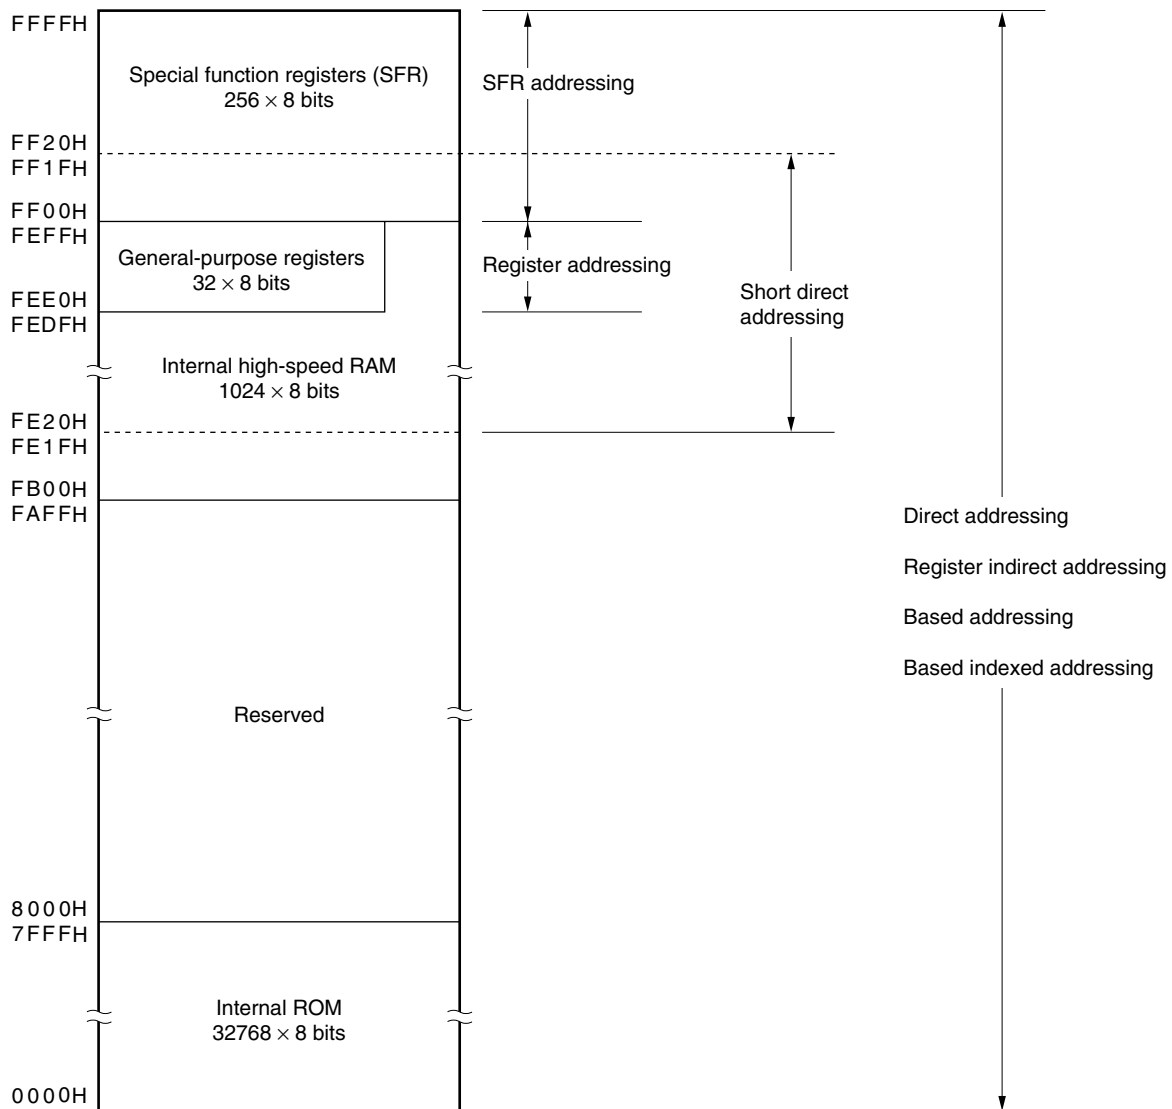 FFFFH
Special function registers (SFR)
256 × 8 bits
SFR addressing
FF20H
FF1FH
FF00H
FEFFH
General-purpose registers
32 × 8 bits
Register addressing
Short direct
addressing
FEE0H
FEDFH
Internal high-speed RAM
1024 × 8 bits
FE20H
FE1FH
FB00H
FAFFH
Direct addressing
Register indirect addressing
Based addressing
Based indexed addressing
Reserved
8000H
7FFFH
Internal ROM
32768 × 8 bits
0000H